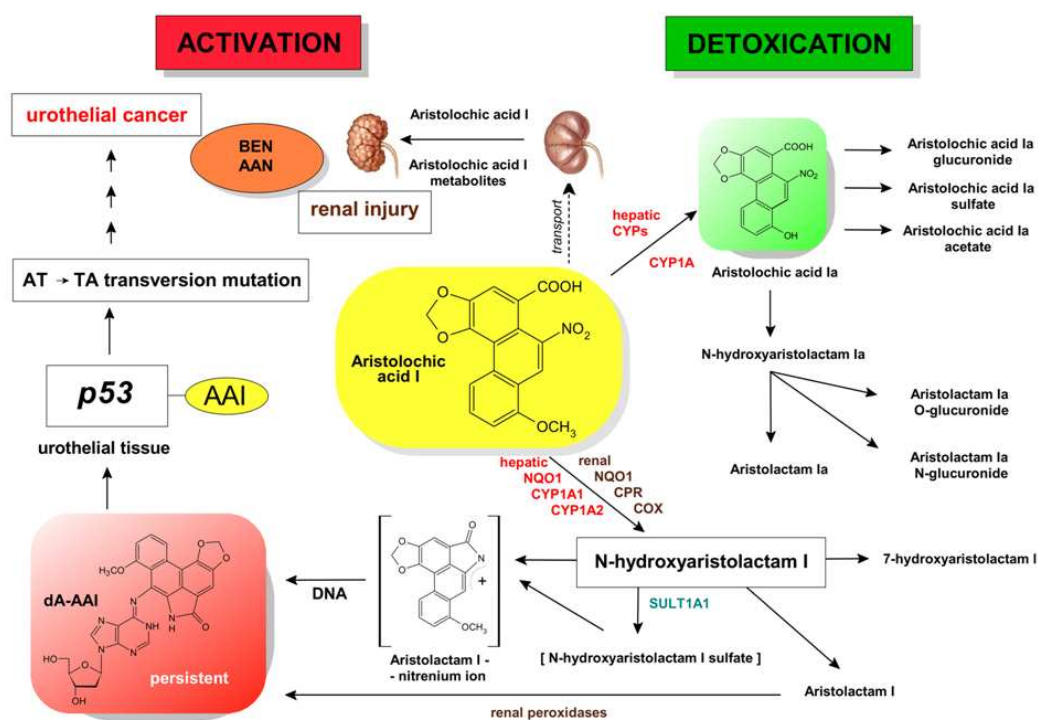 ACTIVATION
DETOXICATION
urothelial cancer
BEN
AAN
Aristolochic acid I
Aristolochic acid I
metabolites
renal injury
transport
hepatic
CYPs
CYP1A
COOH
NO2
OH
O
O
Aristolochic acid Ia
Aristolochic acid Ia
glucuronide
Aristolochic acid Ia
sulfate
Aristolochic acid Ia
acetate
AT → TA transversion mutation
p53
AAI
urothelial tissue
Aristolochic
acid I
O
O
COOH
NO2
OCH3
N-hydroxyaristolactam Ia
Aristolactam Ia
O-glucuronide
Aristolactam Ia
Aristolactam Ia
N-glucuronide
hepatic
NQO1
CYP1A1
CYP1A2
renal
NQO1
CPR
COX
N-hydroxyaristolactam I
7-hydroxyaristolactam I
SULT1A1
[ N-hydroxyaristolactam I sulfate ]
Aristolactam I
O
O
O
N
+
OCH3
Aristolactam I -
- nitrenium ion
DNA
dA-AAI
O
O
H3CO
N
NH
N
H
O
N
N
N
HO
O
OH
persistent
renal peroxidases